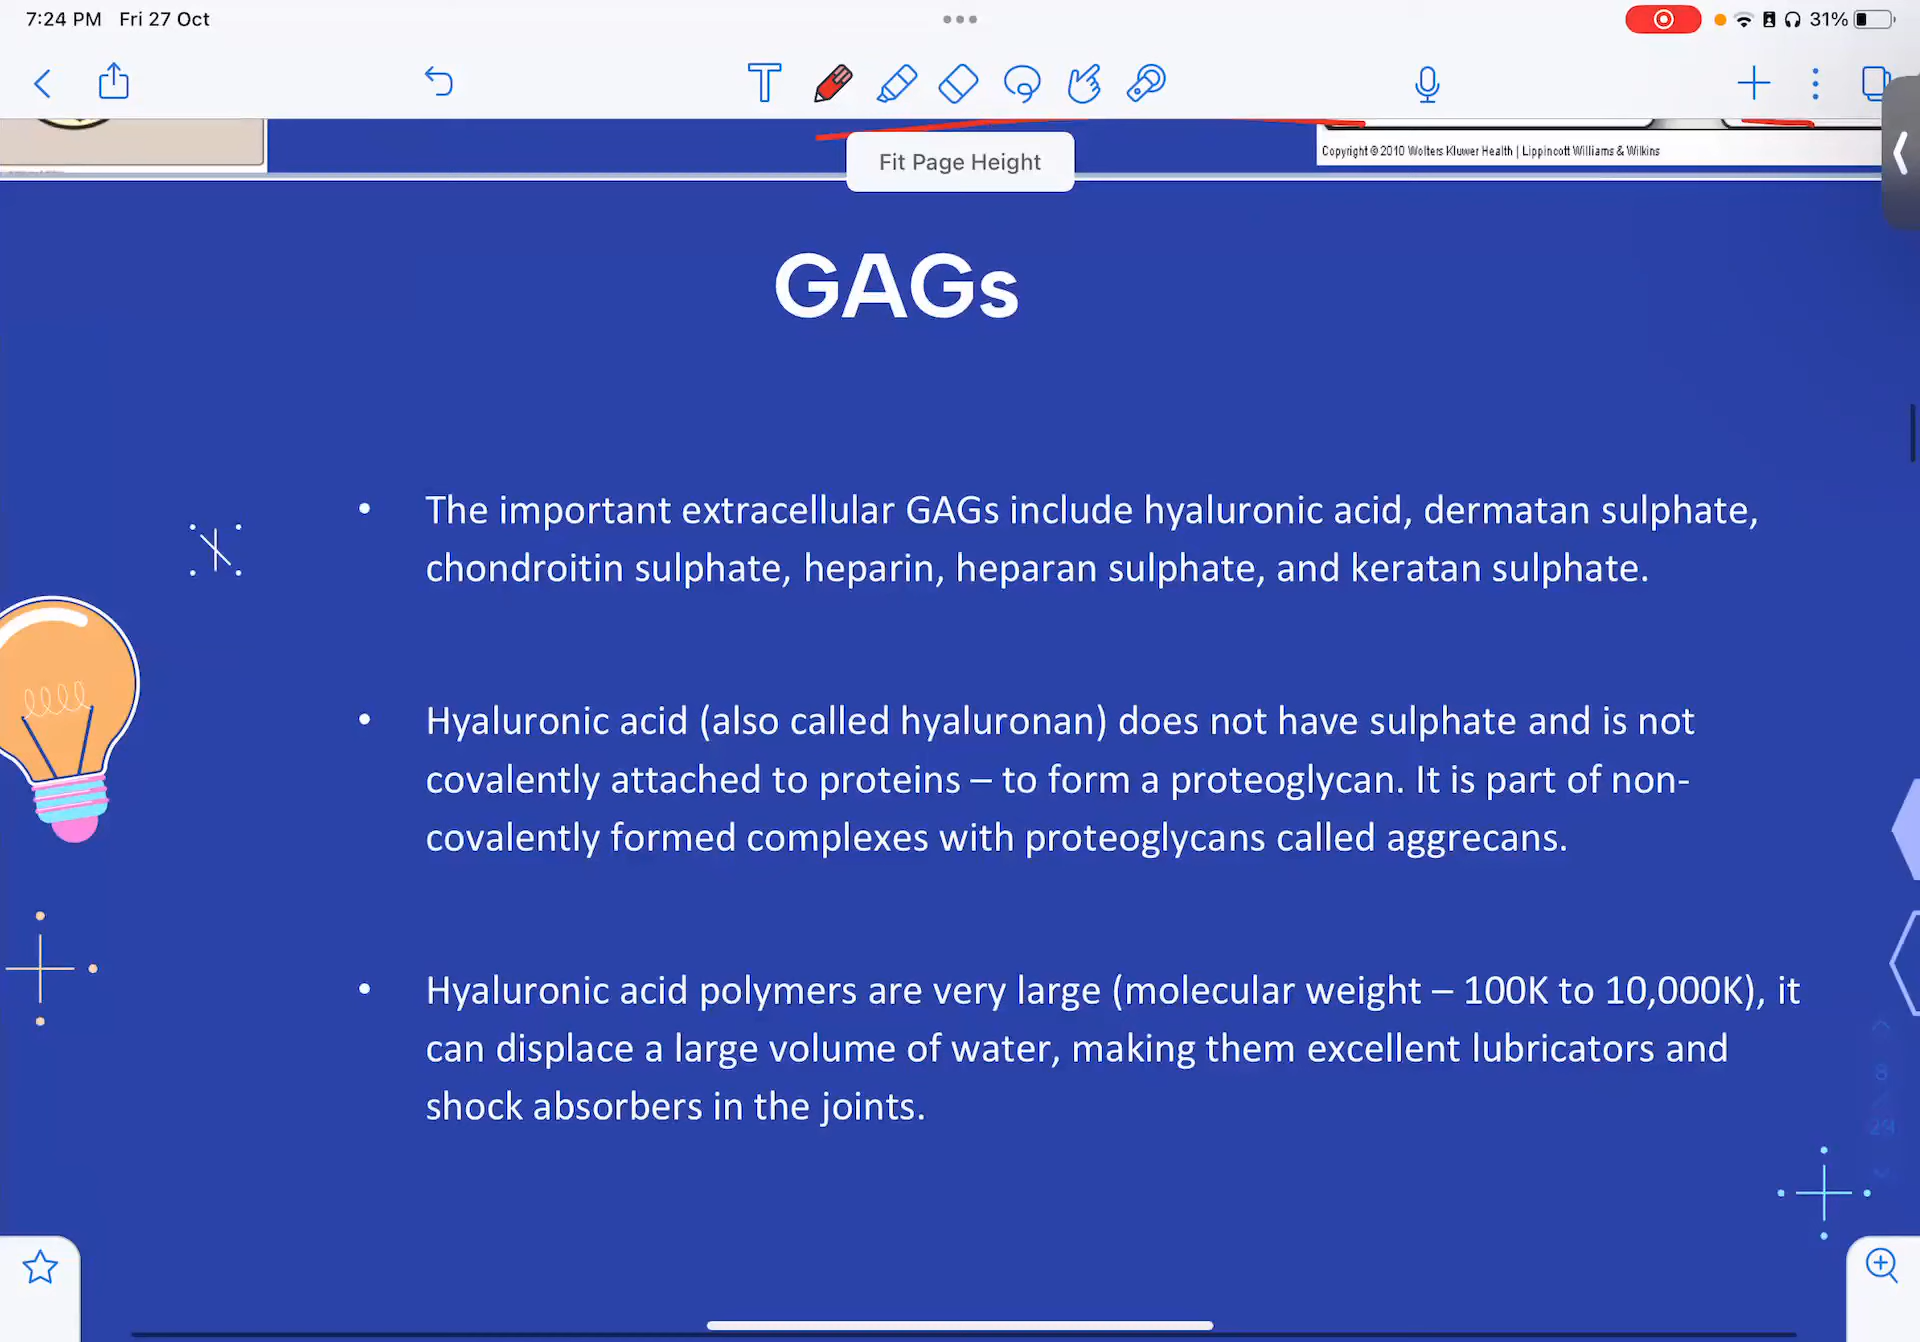 7:24 PM Fri 27 Oct
31%
Copyright © 2010 Wolters Kluwer Health | Lippincott Williams & Wilkins
Fit Page Height
GAGs
• The important extracellular GAGs include hyaluronic acid, dermatan sulphate,
chondroitin sulphate, heparin, heparan sulphate, and keratan sulphate.
• Hyaluronic acid (also called hyaluronan) does not have sulphate and is not
covalently attached to proteins – to form a proteoglycan. It is part of non-
covalently formed complexes with proteoglycans called aggrecans.
• Hyaluronic acid polymers are very large (molecular weight – 100K to 10,000K), it
can displace a large volume of water, making them excellent lubricators and
shock absorbers in the joints.
8
29